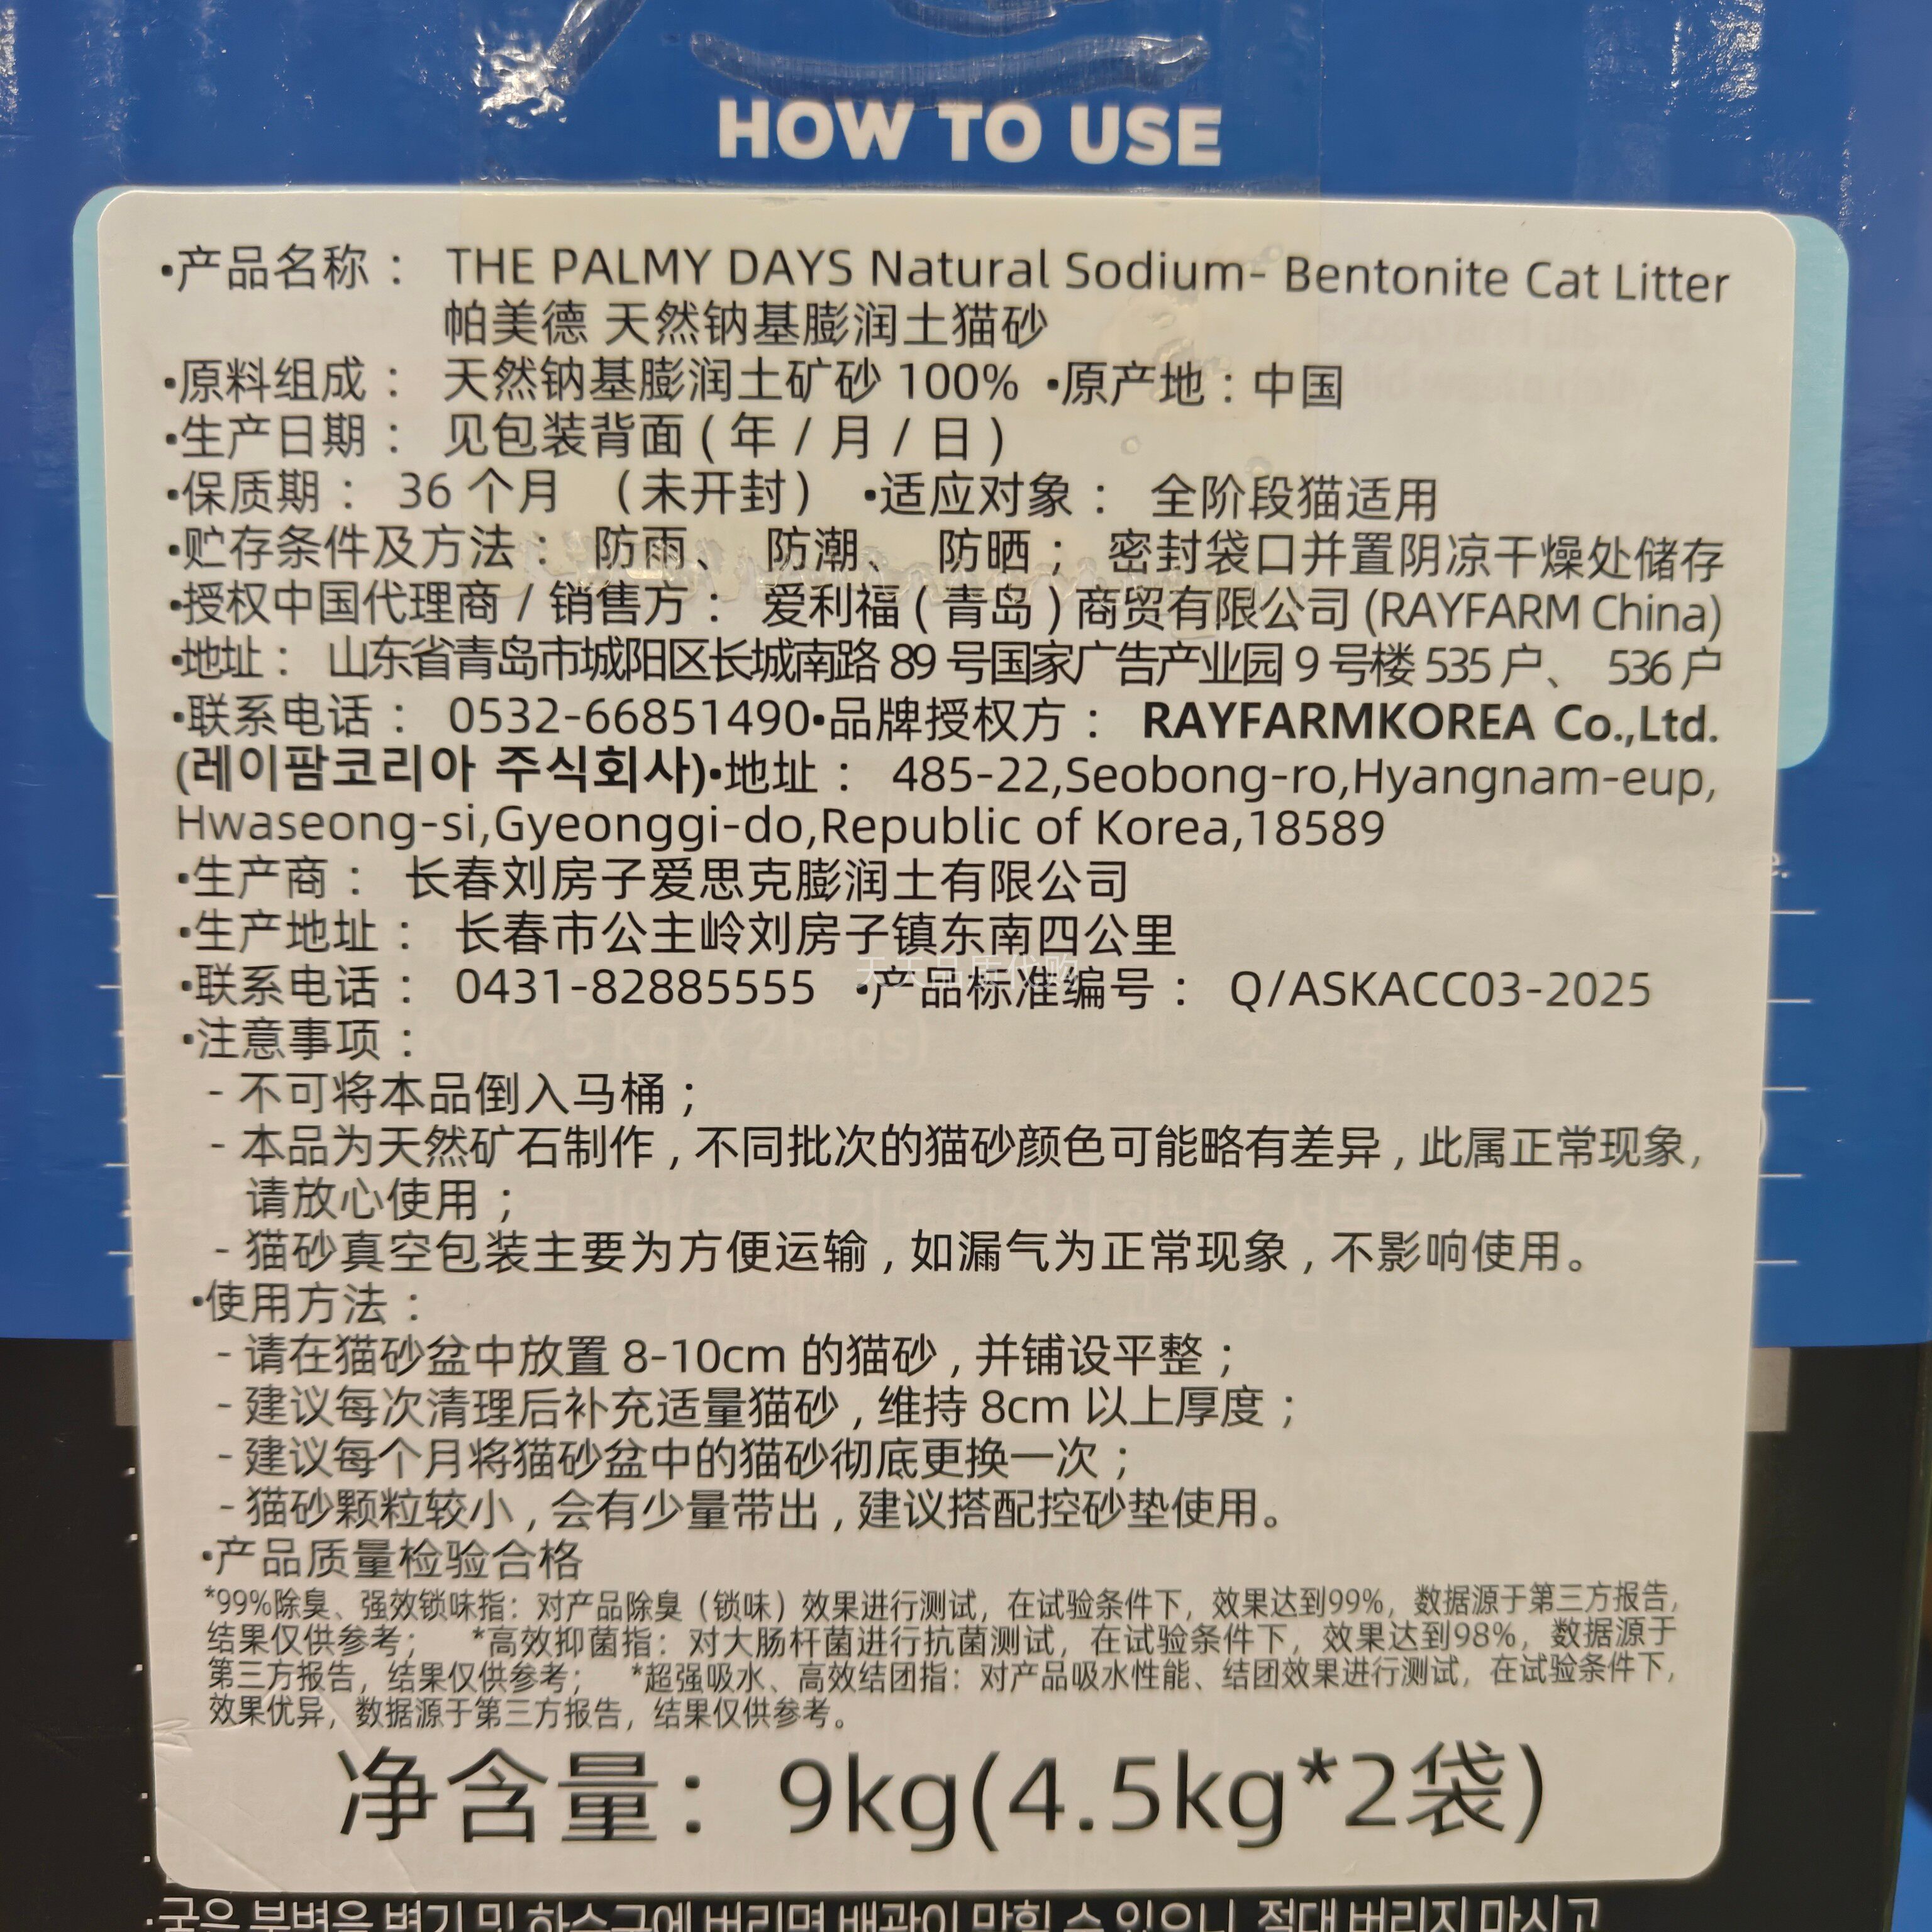 HOW TO USE
•产品名称： THE PALMY DAYS Natural Sodium- Bentonite Cat Litter
帕美德 天然钠基膨润土猫砂
•原料组成： 天然钠基膨润土矿砂 100% •原产地：中国
•生产日期： 见包装背面 ( 年 / 月 / 日 )
•保质期： 36 个月 （未开封） •适应对象： 全阶段猫适用
•贮存条件及方法： 防雨、 防潮、 防晒； 密封袋口并置阴凉干燥处储存
•授权中国代理商 / 销售方： 爱利福 ( 青岛 ) 商贸有限公司 (RAYFARM China)
•地址： 山东省青岛市城阳区长城南路 89 号国家广告产业园 9 号楼 535 户、 536 户
•联系电话： 0532-66851490•品牌授权方： RAYFARMKOREA Co.,Ltd.
(레이팜코리아 주식회사)•地址： 485-22,Seobong-ro,Hyangnam-eup,
Hwaseong-si,Gyeonggi-do,Republic of Korea,18589
•生产商： 长春刘房子爱思克膨润土有限公司
•生产地址： 长春市公主岭刘房子镇东南四公里
天天品质代购
•联系电话： 0431-82885555 •产品标准编号： Q/ASKACC03-2025
•注意事项：
- 不可将本品倒入马桶；
- 本品为天然矿石制作 , 不同批次的猫砂颜色可能略有差异 , 此属正常现象,
请放心使用；
- 猫砂真空包装主要为方便运输 , 如漏气为正常现象 , 不影响使用。
•使用方法：
- 请在猫砂盆中放置 8-10cm 的猫砂 , 并铺设平整；
- 建议每次清理后补充适量猫砂 , 维持 8cm 以上厚度；
- 建议每个月将猫砂盆中的猫砂彻底更换一次；
- 猫砂颗粒较小 , 会有少量带出 , 建议搭配控砂垫使用。
•产品质量检验合格
*99%除臭、强效锁味指：对产品除臭（锁味）效果进行测试，在试验条件下，效果达到99%，数据源于第三方报告,
结果仅供参考； *高效抑菌指：对大肠杆菌进行抗菌测试，在试验条件下，效果达到98%，数据源于
第三方报告，结果仅供参考； *超强吸水、高效结团指：对产品吸水性能、结团效果进行测试，在试验条件下,
效果优异，数据源于第三方报告，结果仅供参考。
净含量：9kg(4.5kg*2袋)